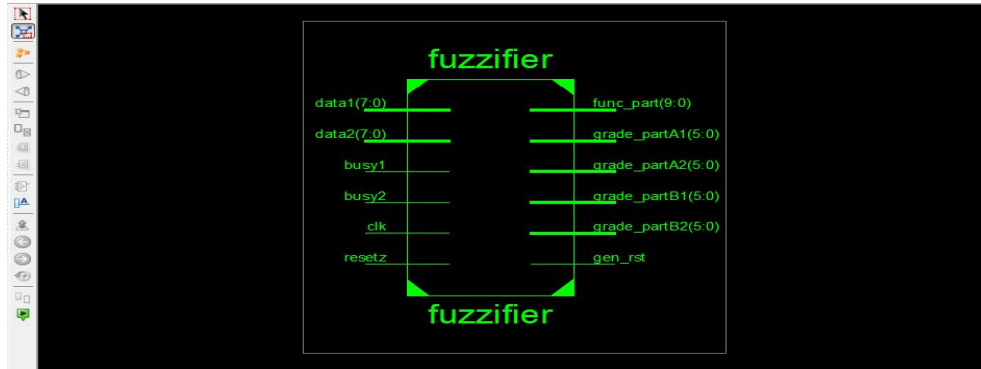 fuzzifier
data1(7:0)
func_part(9:0)
data2(7:0)
grade_partA1(5:0)
busy1
grade_partA2(5:0)
busy2
grade_partB1(5:0)
clk
grade_partB2(5:0)
resetz
gen_rst
fuzzifier